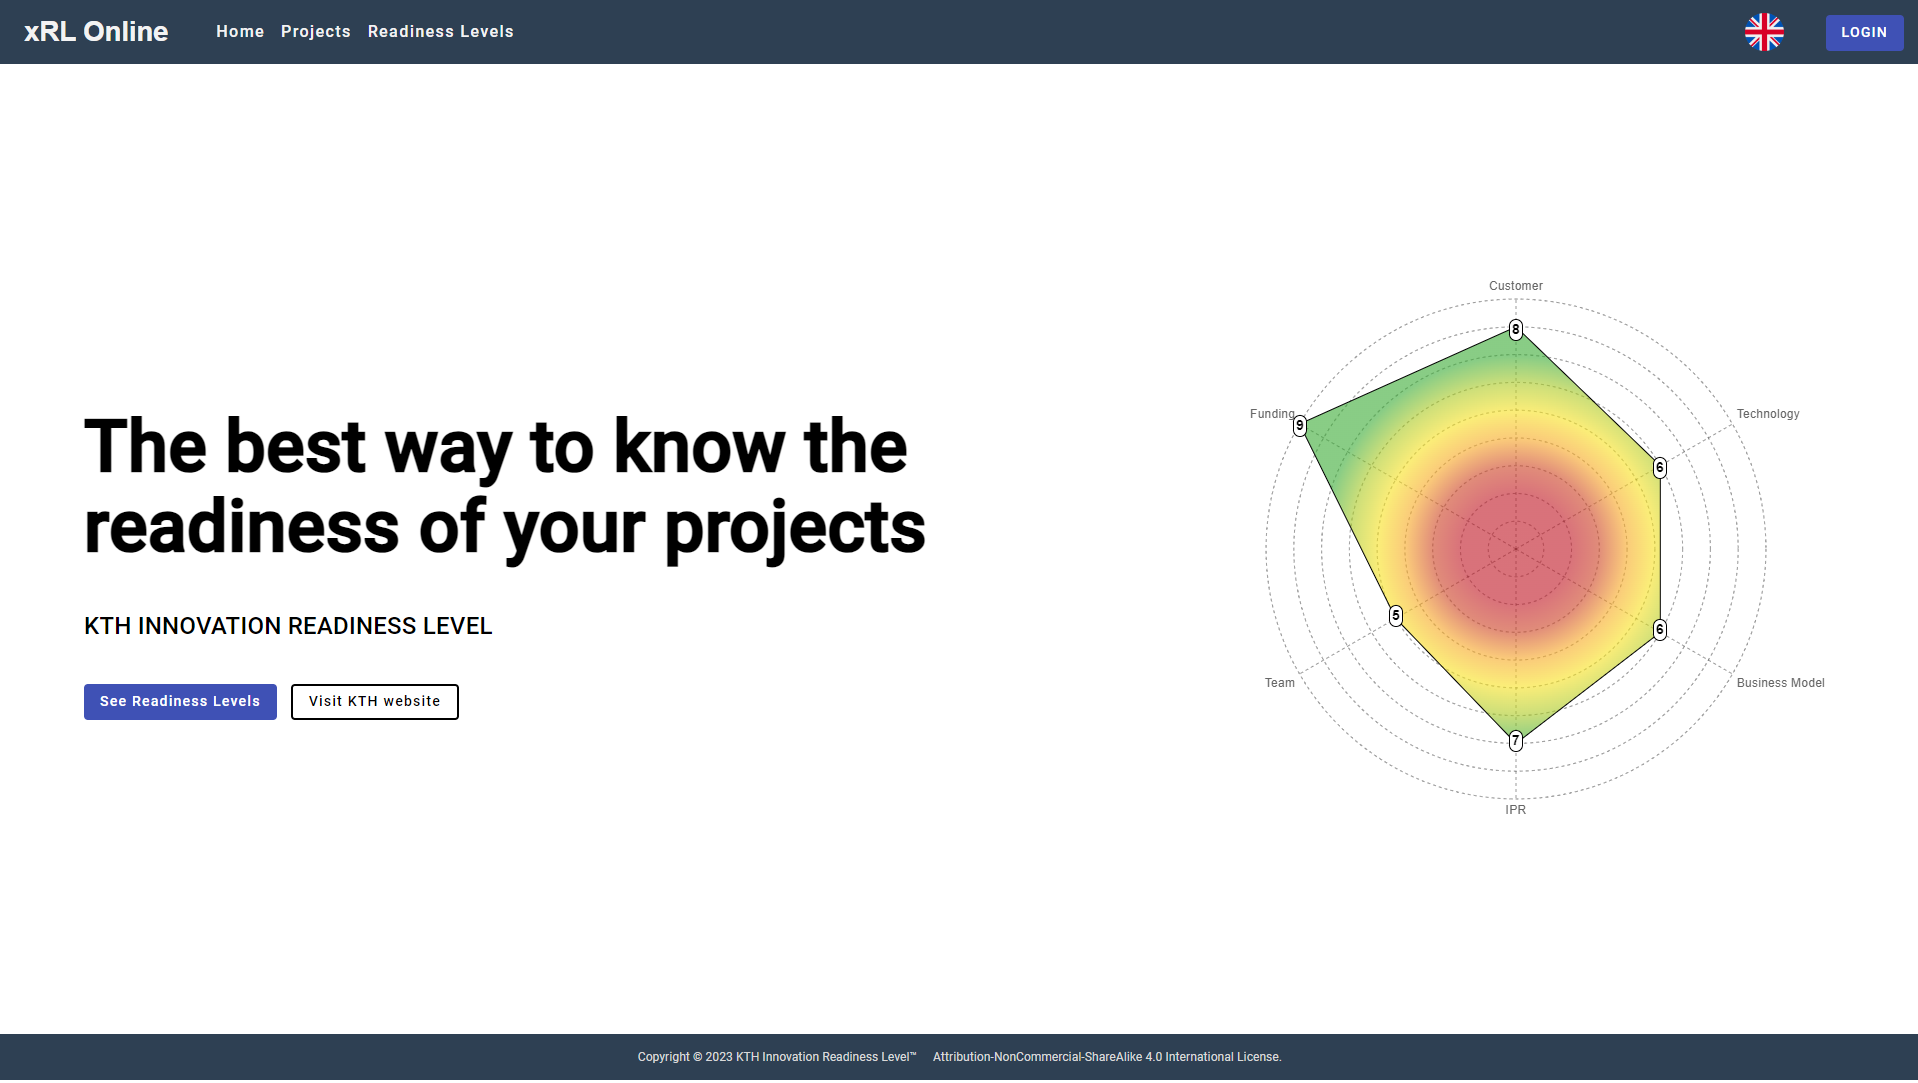 xRL Online
Home Projects Readiness Levels
LOGIN
The best way to know the
readiness of your projects
KTH INNOVATION READINESS LEVEL
See Readiness Levels
Visit KTH website
Customer
8
Funding
9
Technology
6
5
6
Team
Business Model
7
IPR
Copyright © 2023 KTH Innovation Readiness Level™ Attribution-NonCommercial-ShareAlike 4.0 International License.